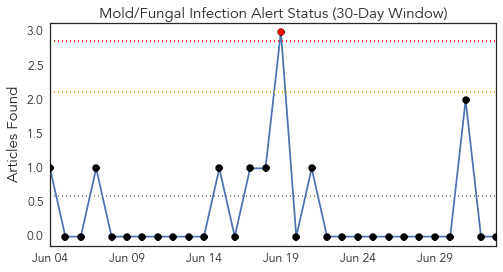 Mold/Fungal Infection Alert Status (30-Day Window)
Articles Found
3.0
2.5
2.0
1.5
1.0
0.5
0.0
Jun 04 Jun 09 Jun 14 Jun 19 Jun 24 Jun 29